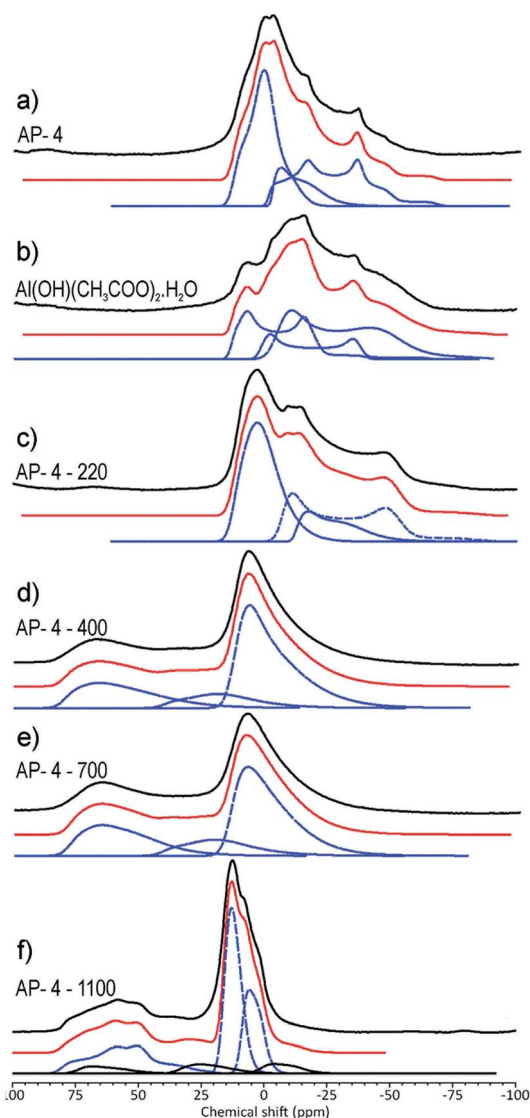 a)
AP- 4
b)
Al(OH)(CH₃COO)₂.H₂O
c)
AP- 4 - 220
d)
AP- 4 - 400
e)
AP- 4 - 700
f)
AP- 4 - 1100
.00 75 50 25 0 -25 -50 -75 -100
Chemical shift (ppm)